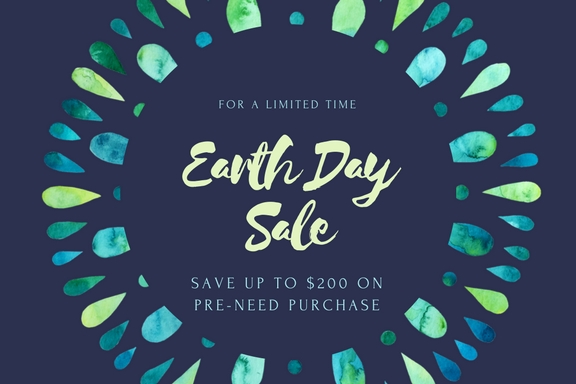 FOR A LIMITED TIME
Earth Day
Sale
SAVE UP TO $200 ON
PRE-NEED PURCHASE